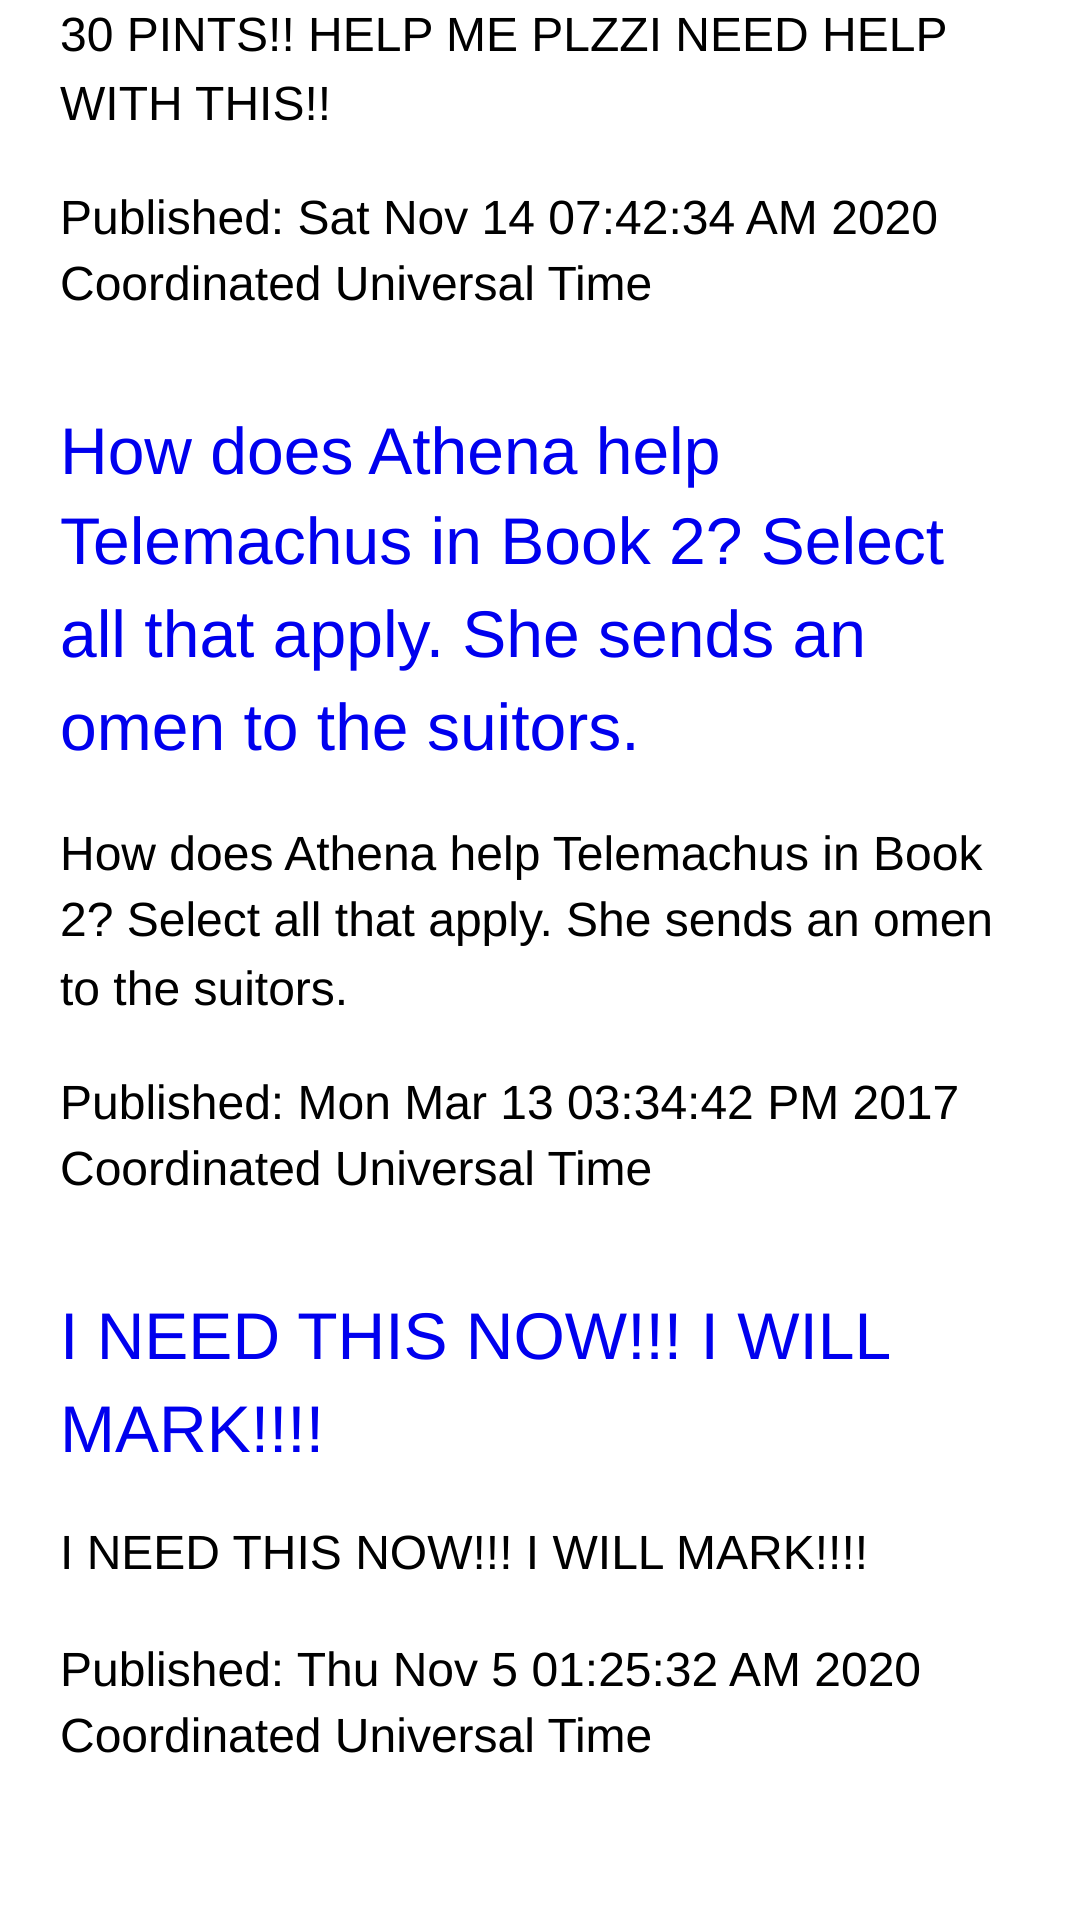 30 PINTS!! HELP ME PLZZI NEED HELP
WITH THIS!!
Published: Sat Nov 14 07:42:34 AM 2020
Coordinated Universal Time
How does Athena help
Telemachus in Book 2? Select
all that apply. She sends an
omen to the suitors.
How does Athena help Telemachus in Book
2? Select all that apply. She sends an omen
to the suitors.
Published: Mon Mar 13 03:34:42 PM 2017
Coordinated Universal Time
I NEED THIS NOW!!! I WILL
MARK!!!!
I NEED THIS NOW!!! I WILL MARK!!!!
Published: Thu Nov 5 01:25:32 AM 2020
Coordinated Universal Time